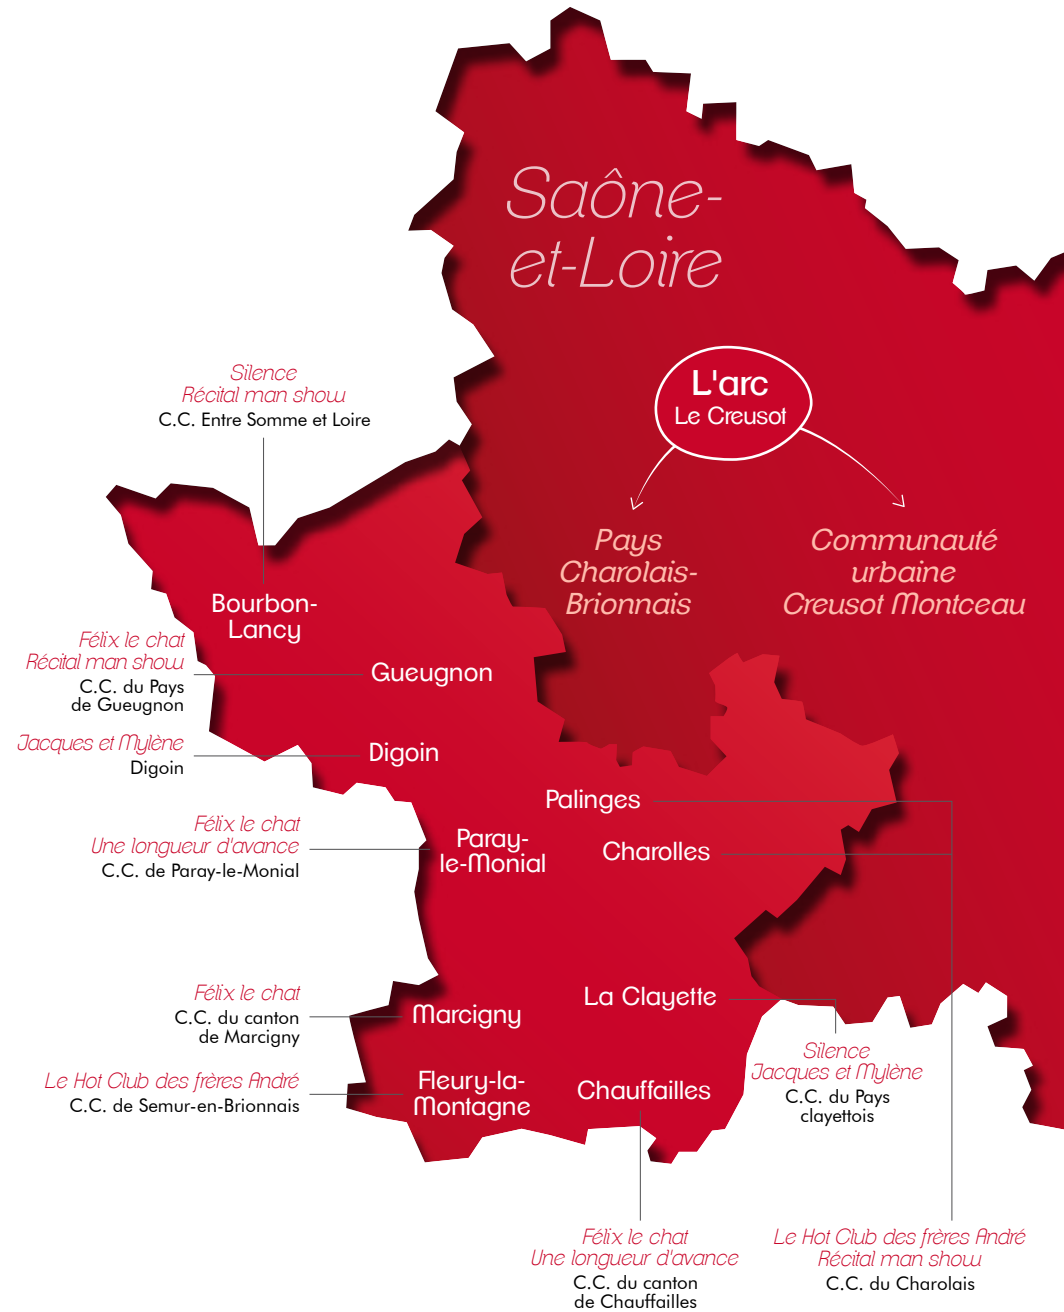 Saône-
et-Loire
L'arc
Le Creusot
Pays
Charolais-
Brionnais
Communauté
urbaine
Creusot Montceau
Silence
Récital man show
C.C. Entre Somme et Loire
Bourbon-
Lancy
Félix le chat
Récital man show
C.C. du Pays
de Gueugnon
Gueugnon
Jacques et Mylène
Digoin
Digoin
Palinges
Félix le chat
Une longueur d'avance
C.C. de Paray-le-Monial
Paray-
le-Monial
Charolles
Félix le chat
C.C. du canton
de Marcigny
Marcigny
La Clayette
Silence
Jacques et Mylène
C.C. du Pays
clayettois
Le Hot Club des frères André
C.C. de Semur-en-Brionnais
Fleury-la-
Montagne
Chauffailles
Félix le chat
Une longueur d'avance
C.C. du canton
de Chauffailles
Le Hot Club des frères André
Récital man show
C.C. du Charolais